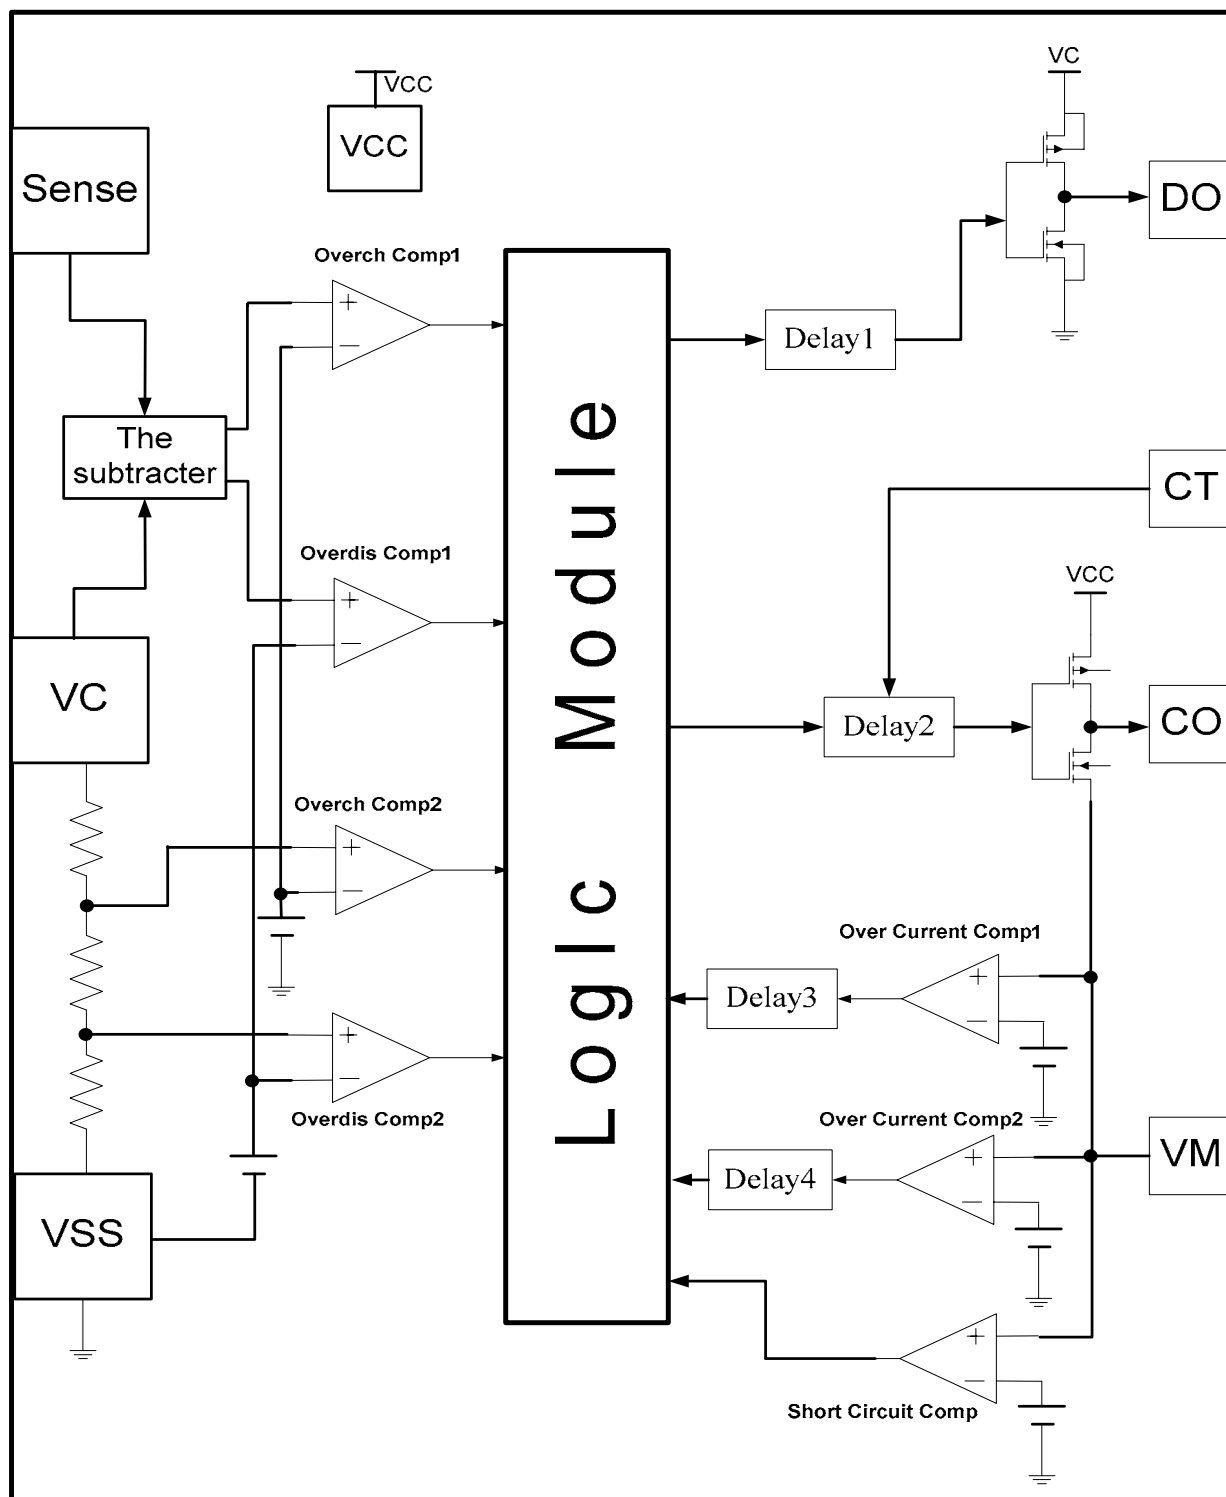 VC
VCC
VCC
Sense
DO
Overch Comp1
+
−
Delay1
The
subtracter
CT
Overdis Comp1
+
−
VCC
VC
Delay2
CO
Overch Comp2
+
−
Logic Module
Over Current Comp1
+
−
Delay3
+
−
Overdis Comp2
Over Current Comp2
+
−
Delay4
VM
VSS
+
−
Short Circuit Comp